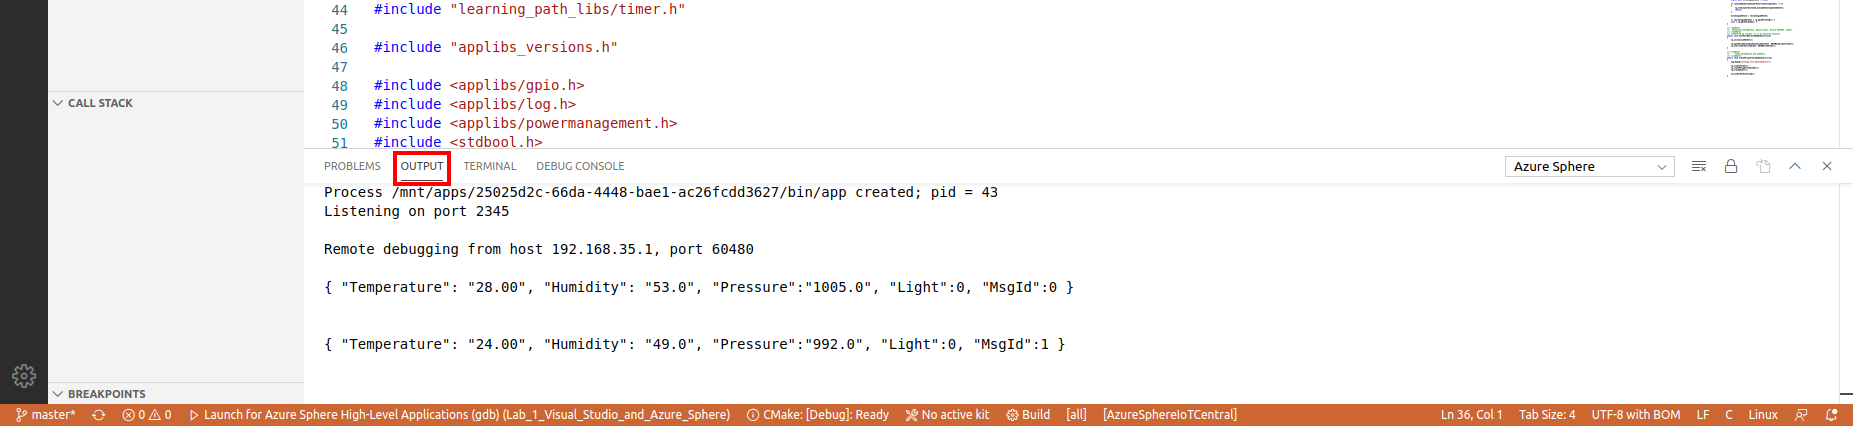 44 #include "learning_path_libs/timer.h"
45
46 #include "applibs_versions.h"
47
48 #include <applibs/gpio.h>
49 #include <applibs/log.h>
50 #include <applibs/powermanagement.h>
51 #include <stdbool.h>
CALL STACK
PROBLEMS OUTPUT TERMINAL DEBUG CONSOLE Azure Sphere
Process /mnt/apps/25025d2c-66da-4448-bae1-ac26fcdd3627/bin/app created; pid = 43
Listening on port 2345
Remote debugging from host 192.168.35.1, port 60480
{ "Temperature": "28.00", "Humidity": "53.0", "Pressure":"1005.0", "Light":0, "MsgId":0 }
{ "Temperature": "24.00", "Humidity": "49.0", "Pressure":"992.0", "Light":0, "MsgId":1 }
BREAKPOINTS
master* 0 0 Launch for Azure Sphere High-Level Applications (gdb) (Lab_1_Visual_Studio_and_Azure_Sphere) CMake: [Debug]: Ready No active kit Build [all] [AzureSphereIoTCentral] Ln 36, Col 1 Tab Size: 4 UTF-8 with BOM LF C Linux